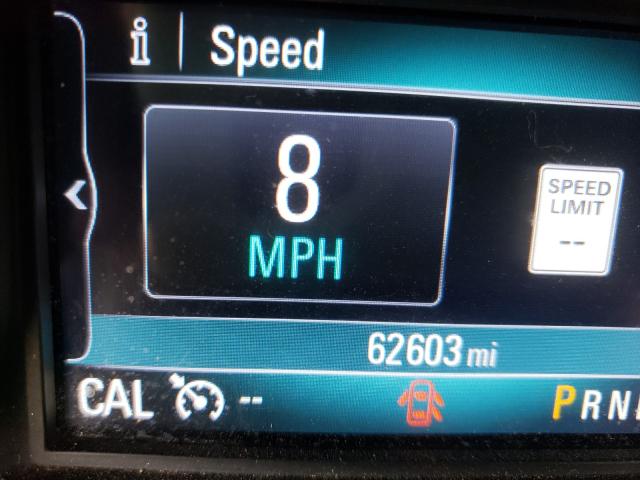 i | Speed
8
MPH
SPEED
LIMIT
--
62603 mi
CAL --
PRN